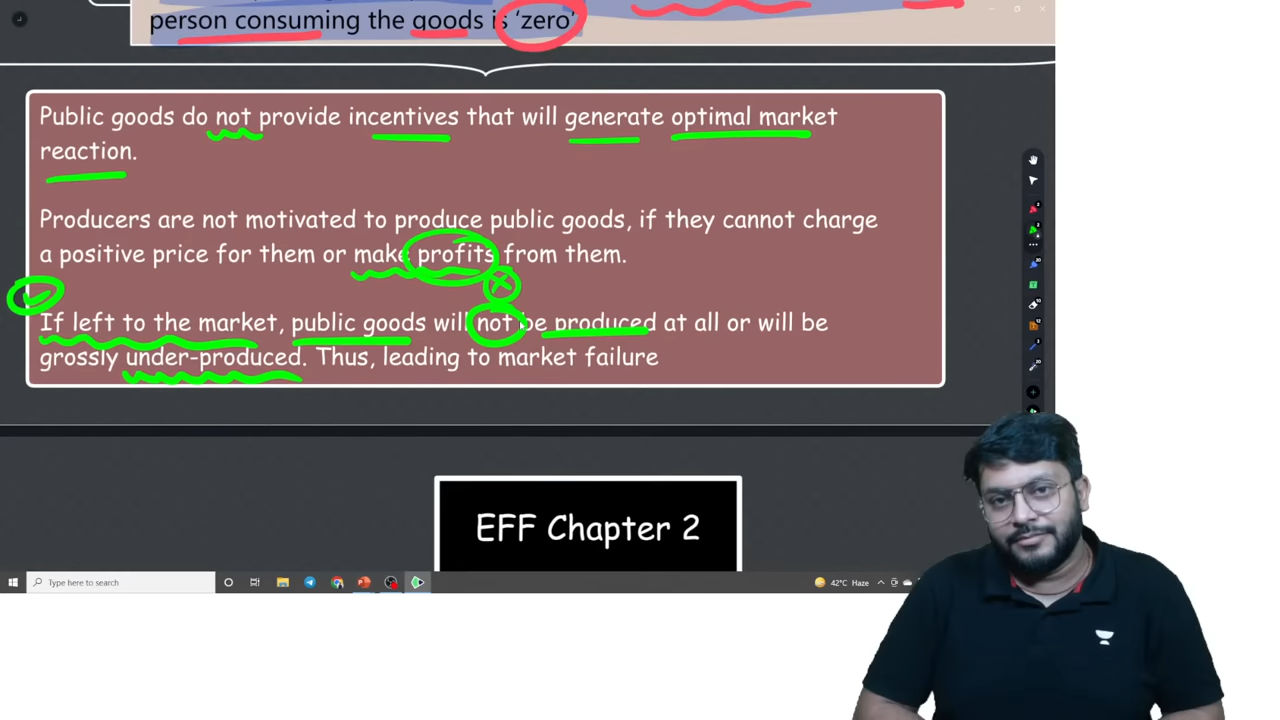 person consuming the goods is ‘zero’
Public goods do not provide incentives that will generate optimal market
reaction.
Producers are not motivated to produce public goods, if they cannot charge
a positive price for them or make profits from them.
If left to the market, public goods will not be produced at all or will be
grossly under-produced. Thus, leading to market failure
EFF Chapter 2
Type here to search
42°C Haze